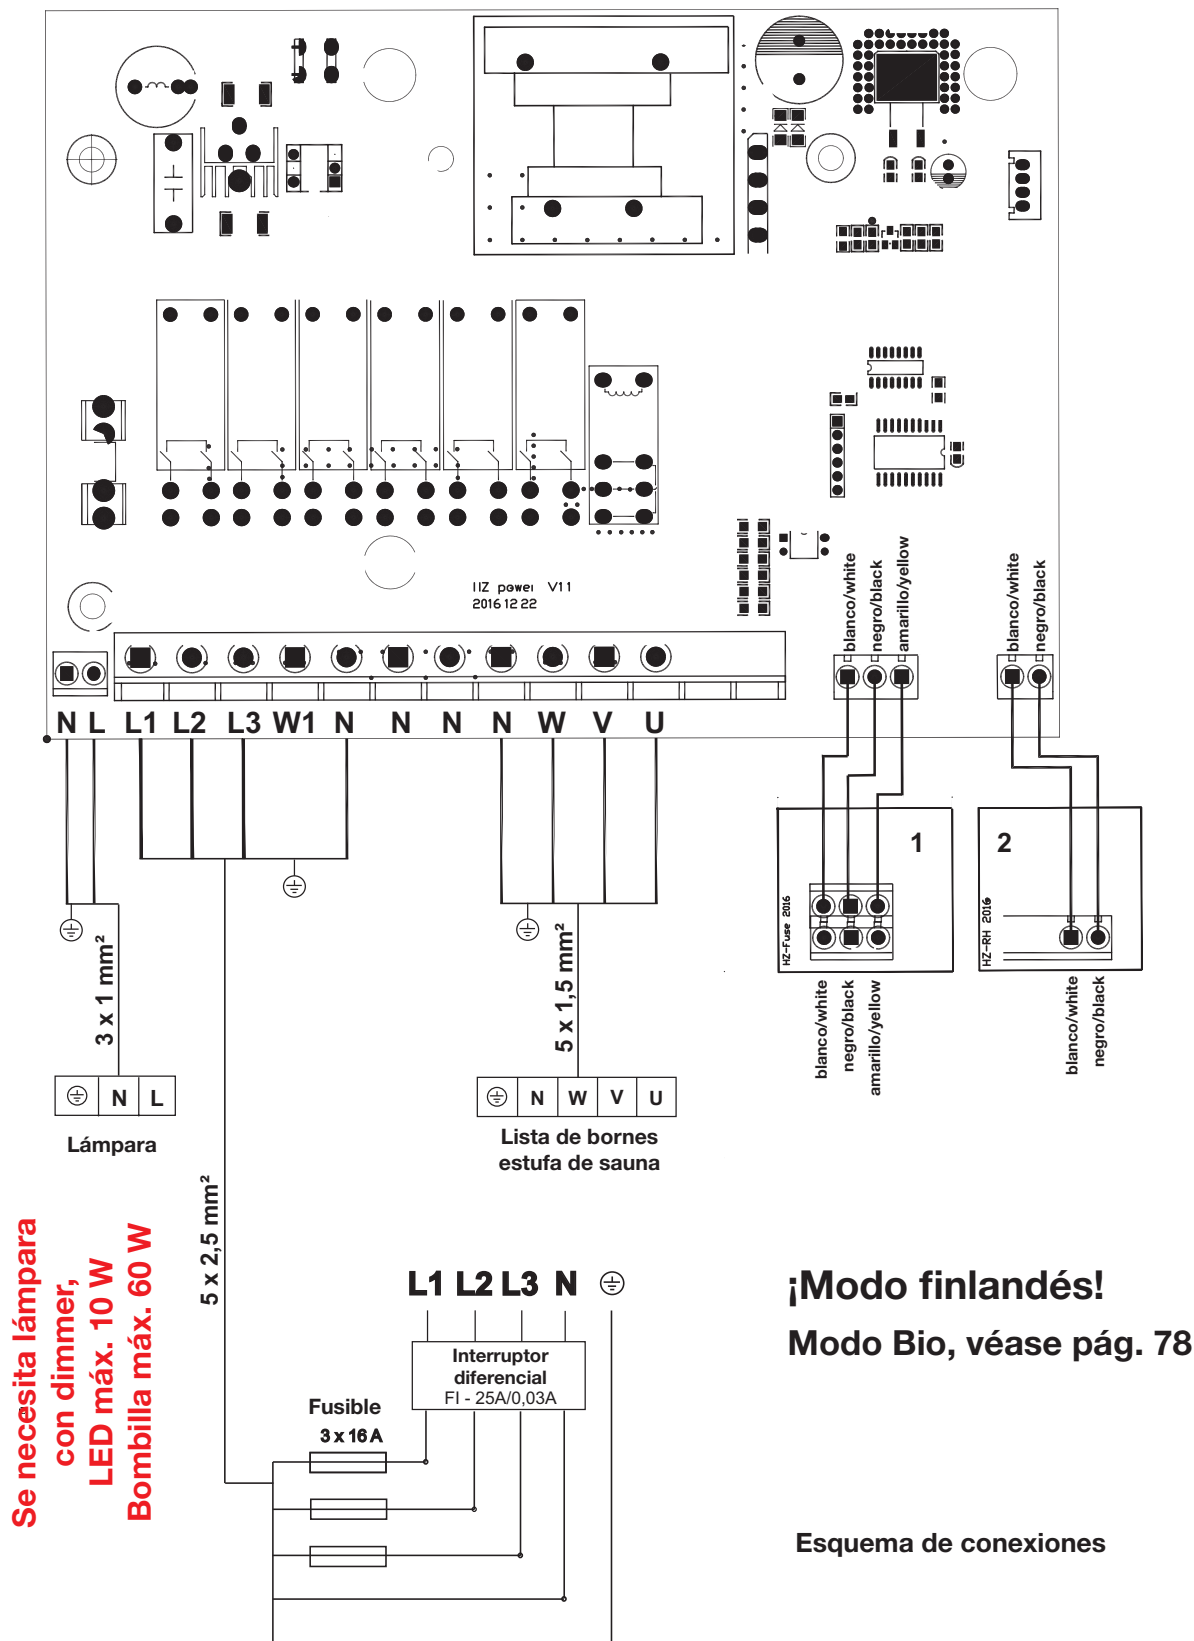 IIZ power V11
2016 12 22
blanco/white
negro/black
amarillo/yellow
blanco/white
negro/black
N L L1 L2 L3 W1 N N N N W V U
1
HZ-Fuse 2016
2
HZ-RH 2016
blanco/white
negro/black
amarillo/yellow
blanco/white
negro/black
3 x 1 mm²
5 x 1,5 mm²
N L
Lámpara
N W V U
Lista de bornes
estufa de sauna
5 x 2,5 mm²
Se necesita lámpara
con dimmer,
LED máx. 10 W
Bombilla máx. 60 W
L1 L2 L3 N
Interruptor
diferencial
FI - 25A/0,03A
Fusible
3 x 16 A
¡Modo finlandés!
Modo Bio, véase pág. 78
Esquema de conexiones